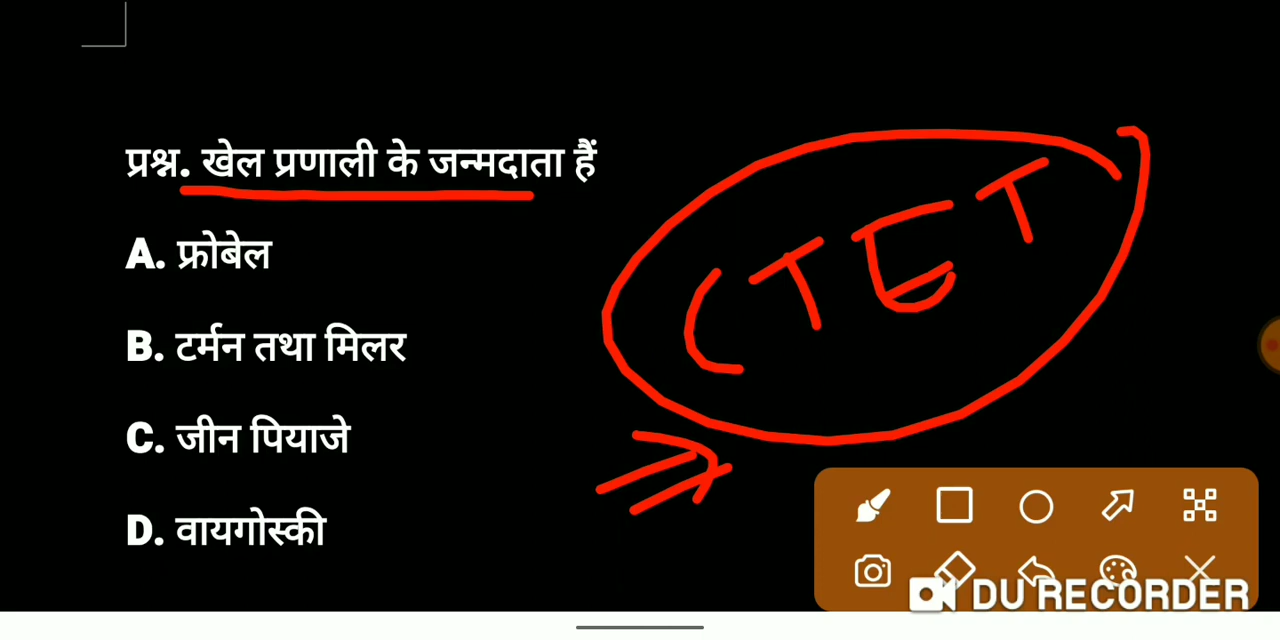 प्रश्न. खेल प्रणाली के जन्मदाता हैं
A. फ्रोबेल
B. टर्मन तथा मिलर
C. जीन पियाजे
D. वायगोस्की
CTET
DU RECORDER